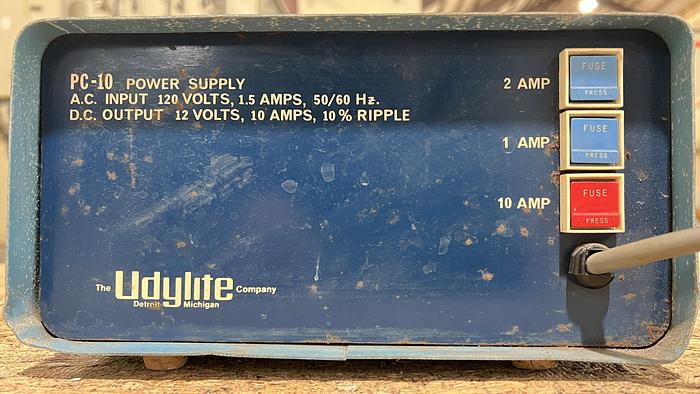 PC-10 POWER SUPPLY
A.C. INPUT 120 VOLTS, 1.5 AMPS, 50/60 Hz.
D.C. OUTPUT 12 VOLTS, 10 AMPS, 10% RIPPLE
2 AMP
FUSE
PRESS
1 AMP
FUSE
PRESS
10 AMP
FUSE
PRESS
The Udylite Company
Detroit Michigan